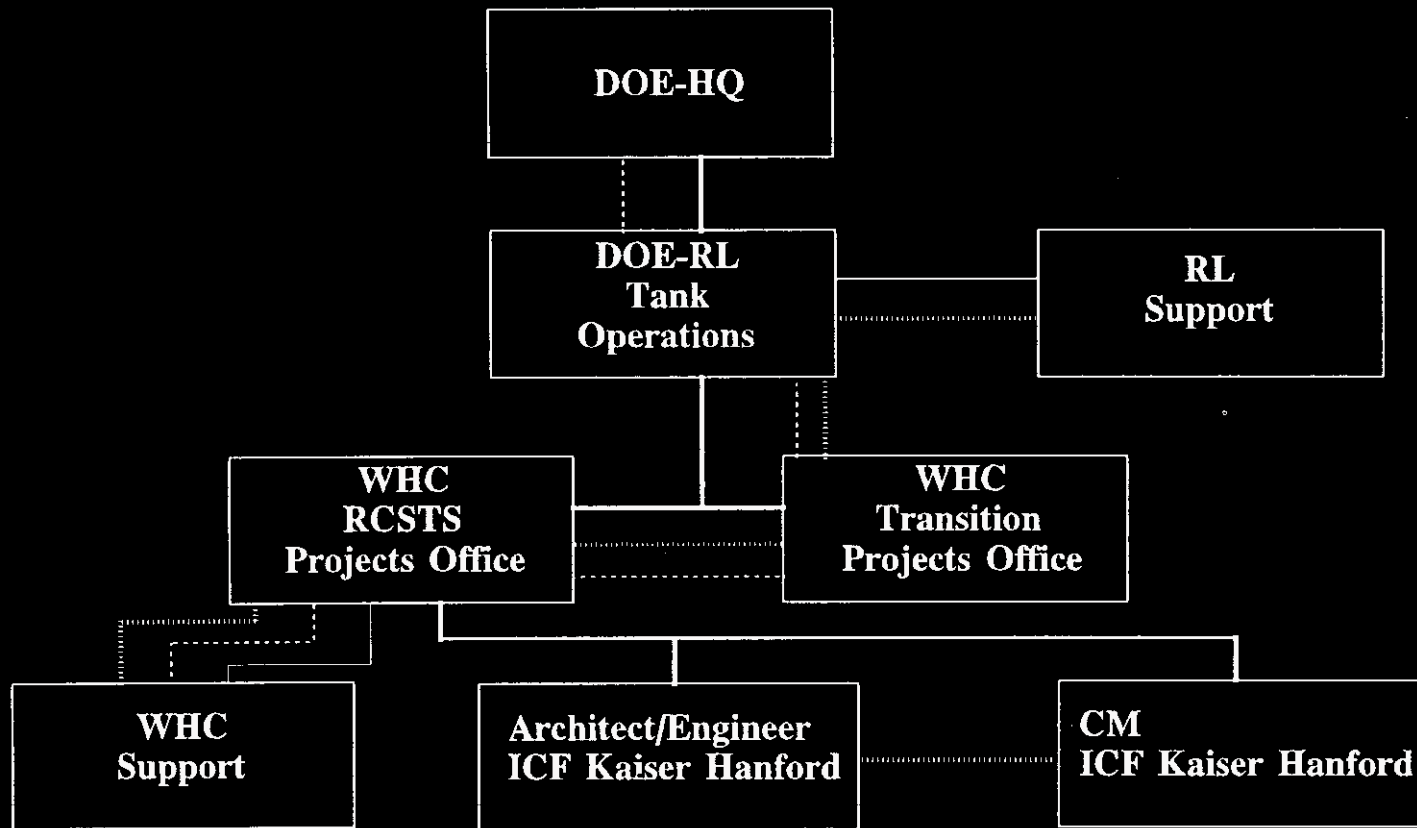 DOE-HQ
DOE-RL
Tank
Operations
RL
Support
WHC
RCSTS
Projects Office
WHC
Transition
Projects Office
WHC
Support
Architect/Engineer
ICF Kaiser Hanford
CM
ICF Kaiser Hanford